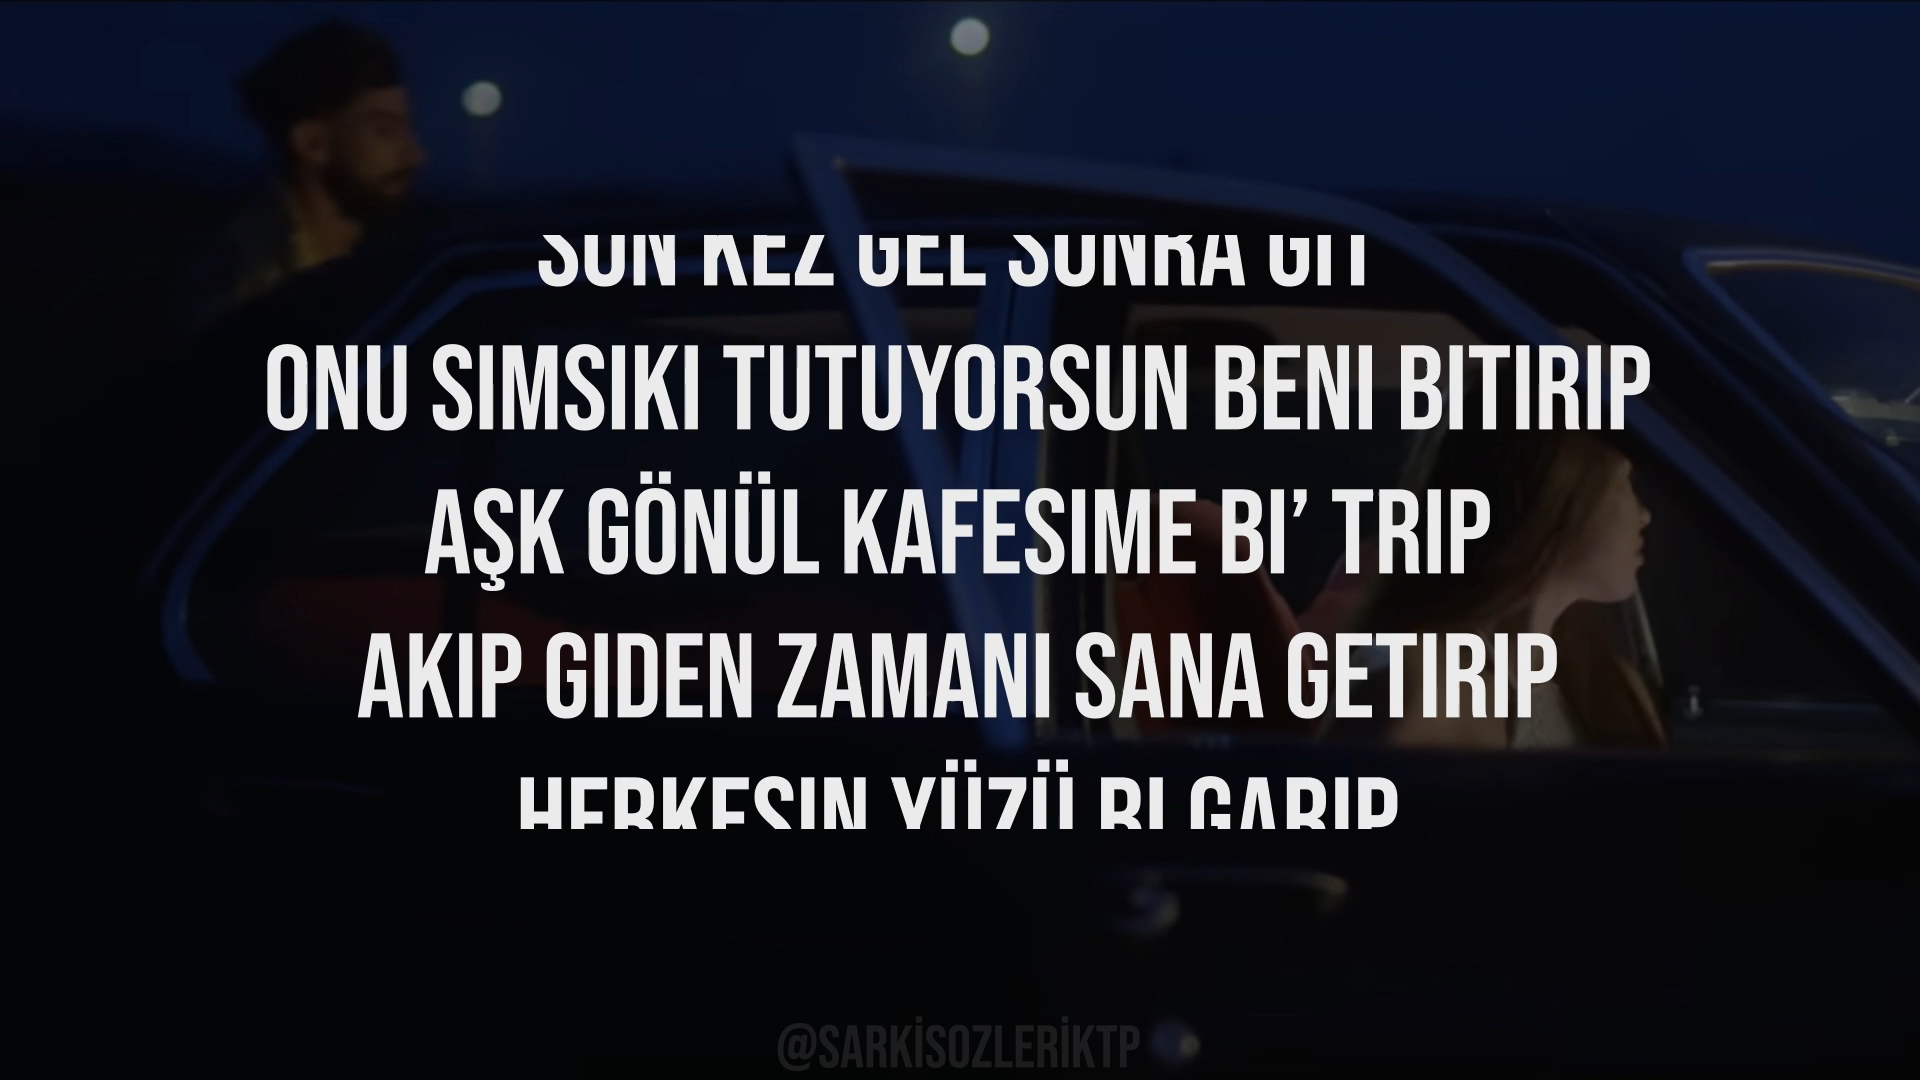 SON KEZ GEL SONRA GIT
ONU SIMSIKI TUTUYORSUN BENI BITIRIP
AŞK GÖNÜL KAFESIME BI’ TRIP
AKIP GIDEN ZAMANI SANA GETIRIP
HERKESIN YÜZÜ BI GARIP
@SARKİSOZLERİKTP